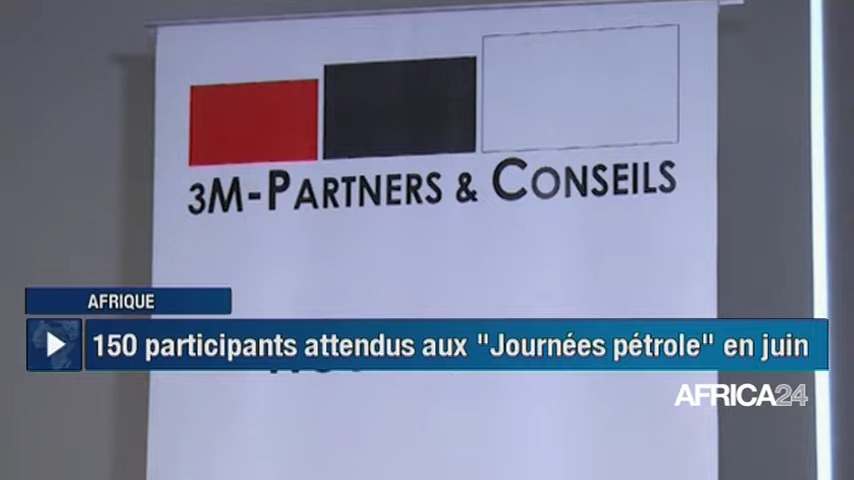 3M-PARTNERS & CONSEILS
AFRIQUE
150 participants attendus aux "Journées pétrole" en juin
AFRICA24